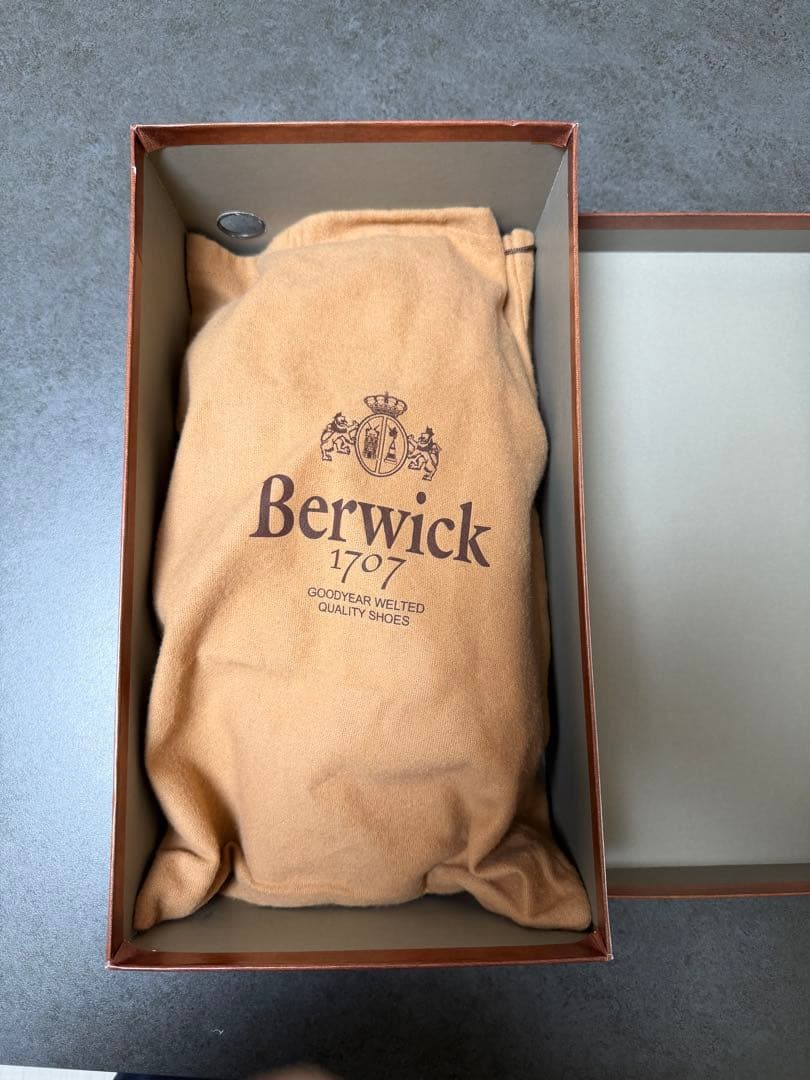 Berwick
1707
GOODYEAR WELTED
QUALITY SHOES